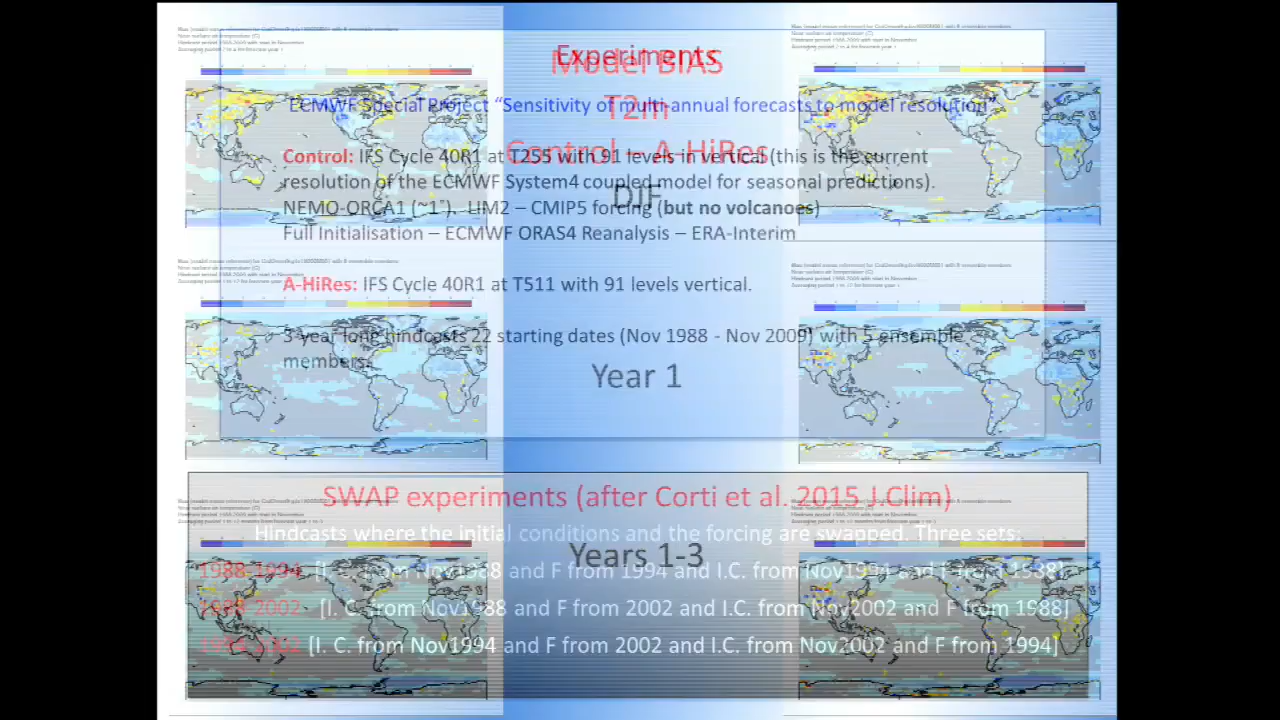 Experiments
Model BIAS
ECMWF Special Project “Sensitivity of multi-annual forecasts to model resolution”
T2m
Control – A-HiRes
Control: IFS Cycle 40R1 at T255 with 91 levels in vertical (this is the current
resolution of the ECMWF System4 coupled model for seasonal predictions).
DJF
NEMO-ORCA1 (~1°). LIM2 – CMIP5 forcing (but no volcanoes)
Full Initialisation – ECMWF ORAS4 Reanalysis – ERA-Interim
A-HiRes: IFS Cycle 40R1 at T511 with 91 levels vertical.
3-year long hindcasts 22 starting dates (Nov 1988 - Nov 2009) with 5 ensemble
members.
Year 1
SWAP experiments (after Corti et al. 2015 J.Clim)
Hindcasts where the initial conditions and the forcing are swapped. Three sets:
Years 1-3
1988-1994 [I. C. from Nov1988 and F from 1994 and I.C. from Nov1994 and F from 1988]
1988-2002 [I. C. from Nov1988 and F from 2002 and I.C. from Nov2002 and F from 1988]
1994-2002 [I. C. from Nov1994 and F from 2002 and I.C. from Nov2002 and F from 1994]